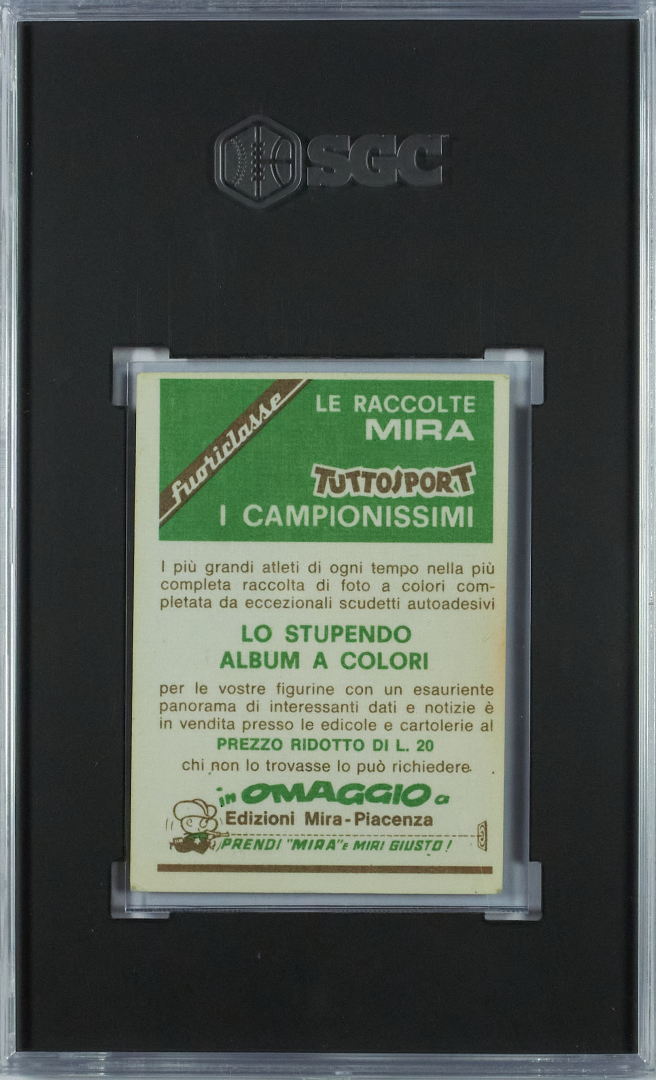 SGC
fuoriclasse
LE RACCOLTE
MIRA
TUTTOSPORT
I CAMPIONISSIMI
I più grandi atleti di ogni tempo nella più
completa raccolta di foto a colori com-
pletata da eccezionali scudetti autoadesivi
LO STUPENDO
ALBUM A COLORI
per le vostre figurine con un esauriente
panorama di interessanti dati e notizie è
in vendita presso le edicole e cartolerie al
PREZZO RIDOTTO DI L. 20
chi non lo trovasse lo può richiedere
in OMAGGIO a
Edizioni Mira-Piacenza
PRENDI "MIRA" e MIRI GIUSTO!